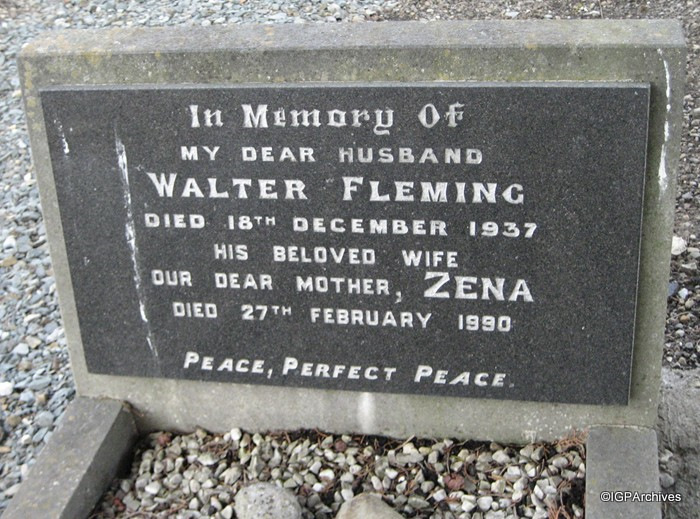 In Memory Of
MY DEAR HUSBAND
WALTER FLEMING
DIED 18TH DECEMBER 1937
HIS BELOVED WIFE
OUR DEAR MOTHER, ZENA
DIED 27TH FEBRUARY 1990
PEACE, PERFECT PEACE.
©IGPArchives